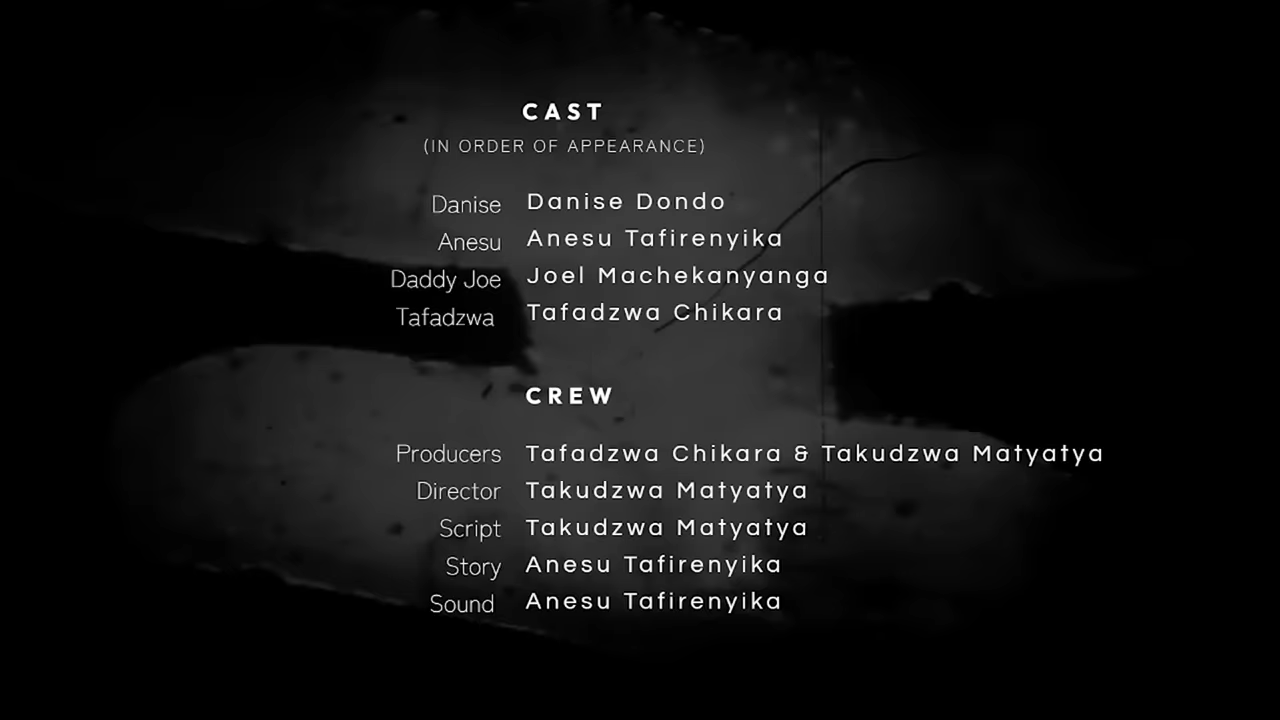 CAST
(IN ORDER OF APPEARANCE)
Danise Danise Dondo
Anesu Anesu Tafirenyika
Daddy Joe Joel Machekanyanga
Tafadzwa Tafadzwa Chikara
CREW
Producers Tafadzwa Chikara & Takudzwa Matyatya
Director Takudzwa Matyatya
Script Takudzwa Matyatya
Story Anesu Tafirenyika
Sound Anesu Tafirenyika